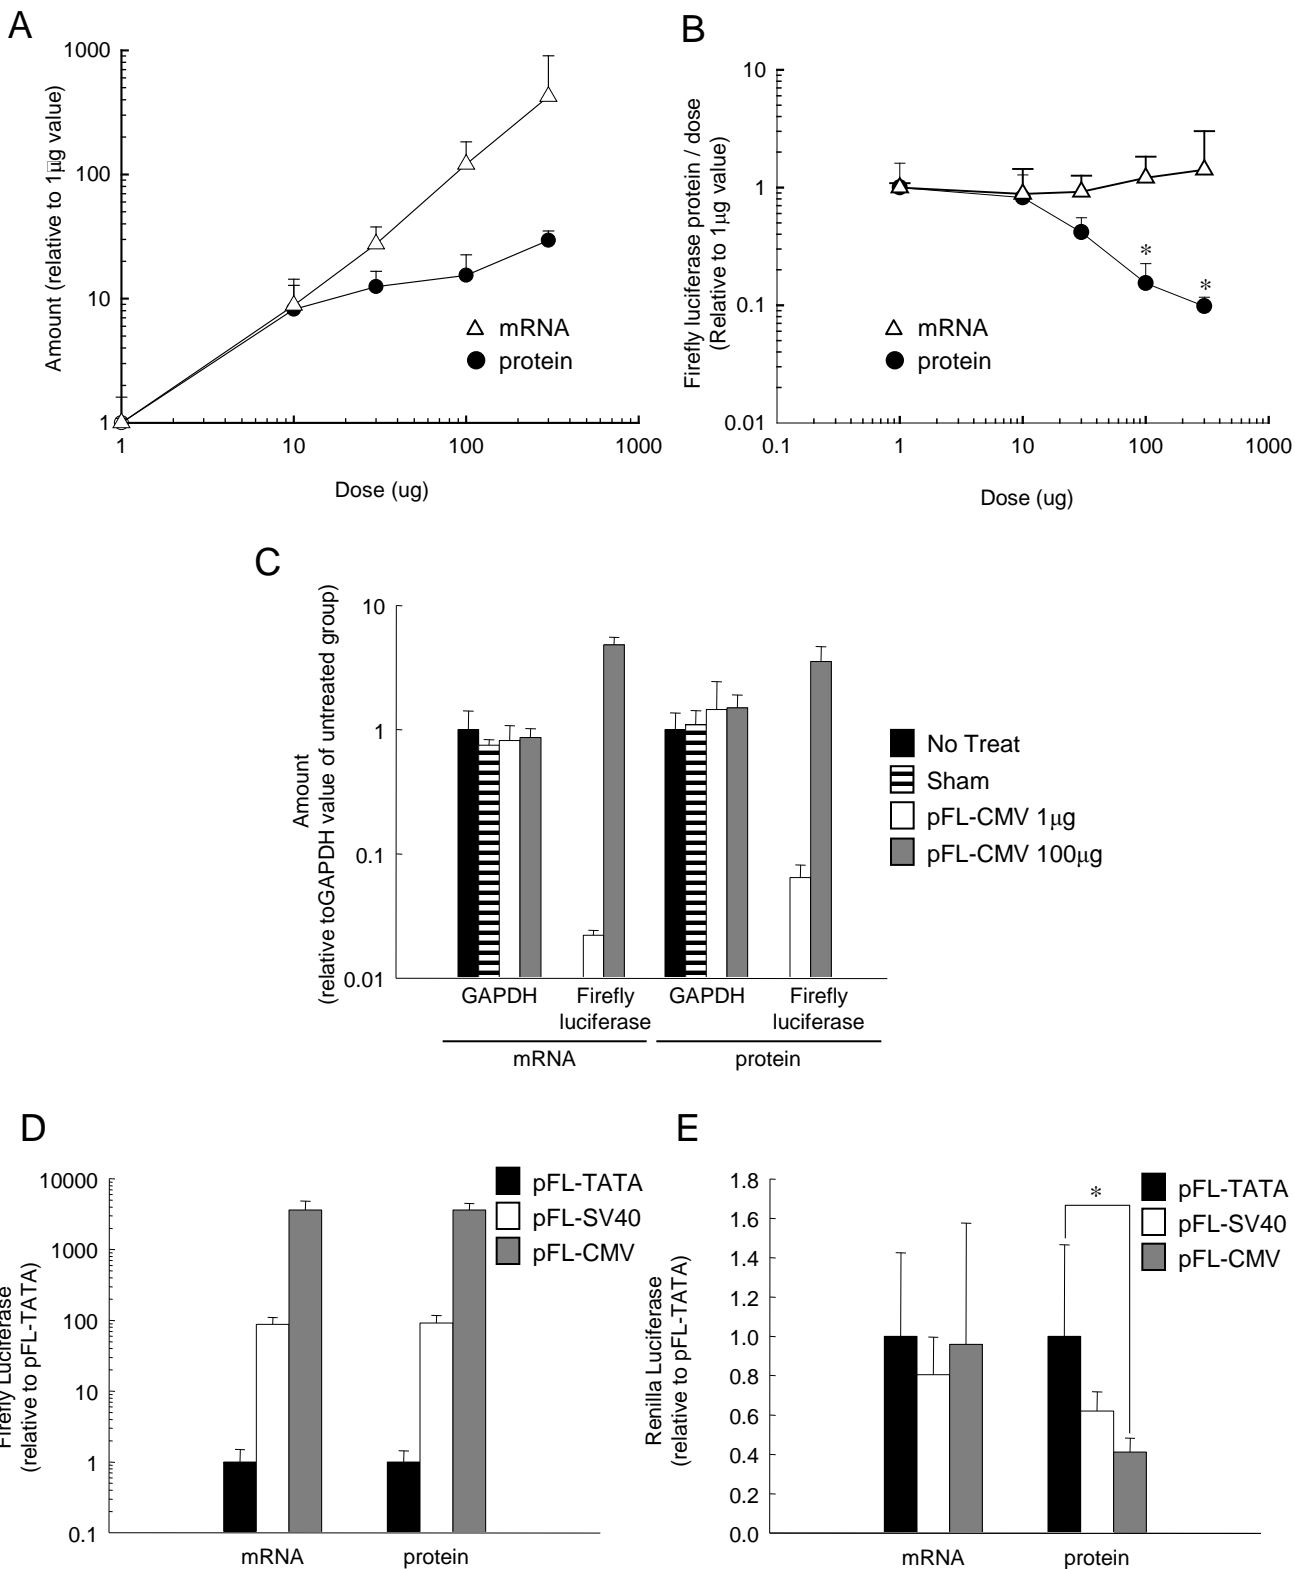 A
1000
100
10
1
1
10
100
1000
Amount (relative to 1μg value)
Dose (ug)
mRNA
protein
B
10
1
0.1
0.01
0.1
1
10
100
1000
Firefly luciferase protein / dose
(Relative to 1μg value)
Dose (ug)
*
*
mRNA
protein
C
10
1
0.1
0.01
Amount
(relative toGAPDH value of untreated group)
GAPDH
Firefly
luciferase
GAPDH
Firefly
luciferase
mRNA
protein
No Treat
Sham
pFL-CMV 1μg
pFL-CMV 100μg
D
10000
1000
100
10
1
0.1
Firefly Luciferase
(relative to pFL-TATA)
mRNA
protein
pFL-TATA
pFL-SV40
pFL-CMV
E
1.8
1.6
1.4
1.2
1.0
0.8
0.6
0.4
0.2
0.0
Renilla Luciferase
(relative to pFL-TATA)
*
mRNA
protein
pFL-TATA
pFL-SV40
pFL-CMV